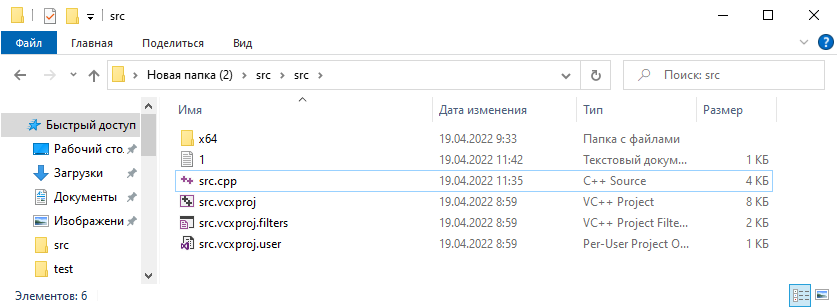 src
Файл Главная Поделиться Вид
Новая папка (2) src src Поиск: src
Имя Дата изменения Тип Размер
Быстрый доступ
Рабочий сто.
Загрузки
Документы
Изображени
src
test
x64 19.04.2022 9:33 Папка с файлами
1 19.04.2022 11:42 Текстовый докум... 1 КБ
src.cpp 19.04.2022 11:35 C++ Source 4 КБ
src.vcxproj 19.04.2022 8:59 VC++ Project 8 КБ
src.vcxproj.filters 19.04.2022 8:59 VC++ Project Filte... 2 КБ
src.vcxproj.user 19.04.2022 8:59 Per-User Project O... 1 КБ
Элементов: 6